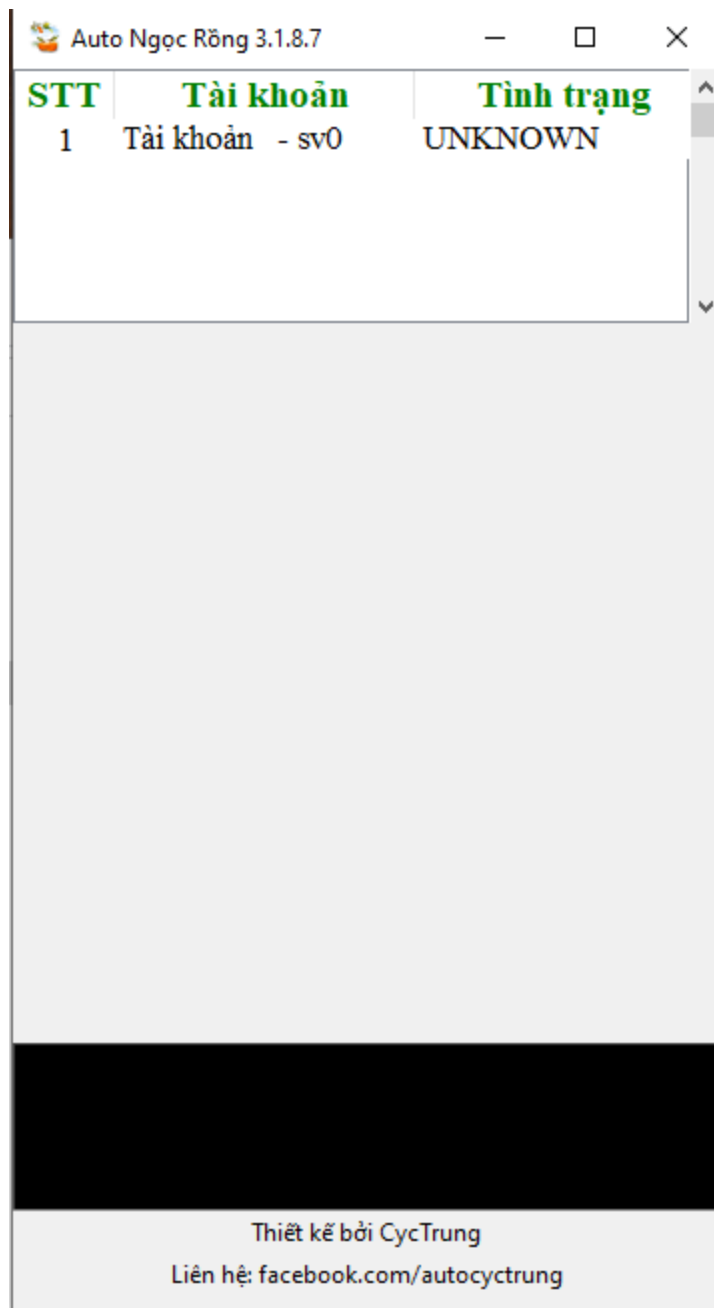 Auto Ngọc Rồng 3.1.8.7
STT Tài khoản Tình trạng
1 Tài khoản - sv0 UNKNOWN
Thiết kế bởi CycTrung
Liên hệ: facebook.com/autocyctrung